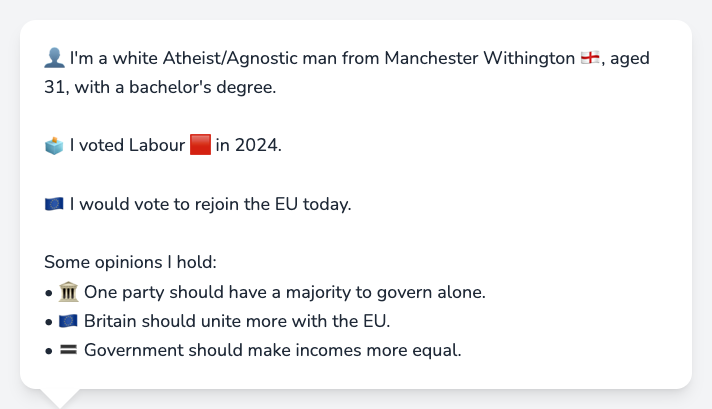 👤 I'm a white Atheist/Agnostic man from Manchester Withington 🏴󠁧󠁢󠁥󠁮󠁧󠁿, aged
31, with a bachelor's degree.
🗳️ I voted Labour 🟥 in 2024.
🇪🇺 I would vote to rejoin the EU today.
Some opinions I hold:
• 🏛️ One party should have a majority to govern alone.
• 🇪🇺 Britain should unite more with the EU.
• 🟰 Government should make incomes more equal.